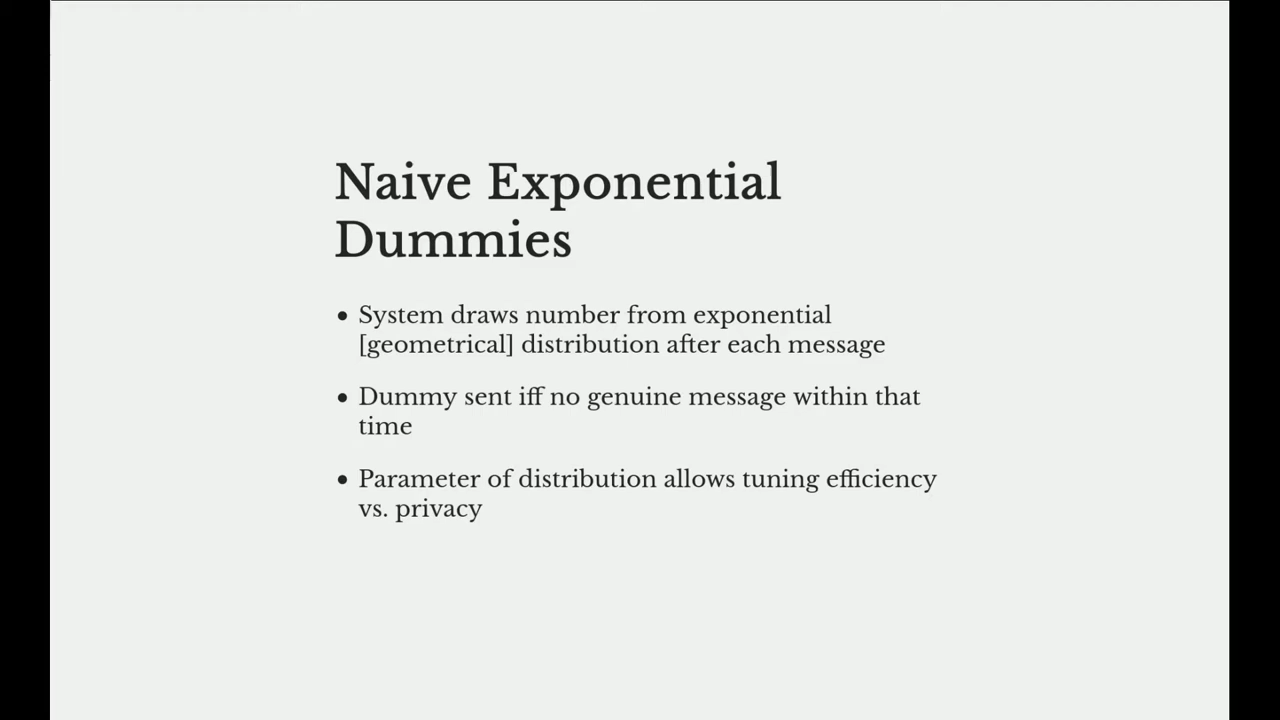 Naive Exponential
Dummies
• System draws number from exponential
[geometrical] distribution after each message
• Dummy sent iff no genuine message within that
time
• Parameter of distribution allows tuning efficiency
vs. privacy